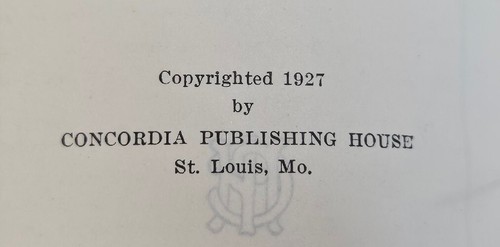 Copyrighted 1927
by
CONCORDIA PUBLISHING HOUSE
St. Louis, Mo.